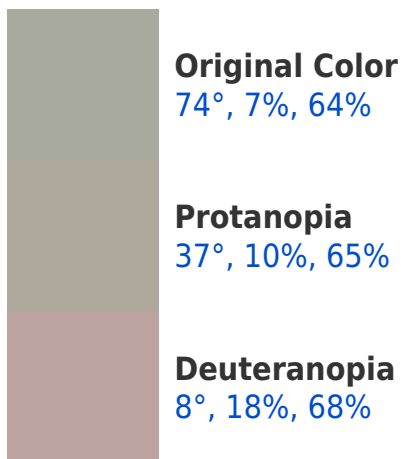 Original Color
74°, 7%, 64%
Protanopia
37°, 10%, 65%
Deuteranopia
8°, 18%, 68%